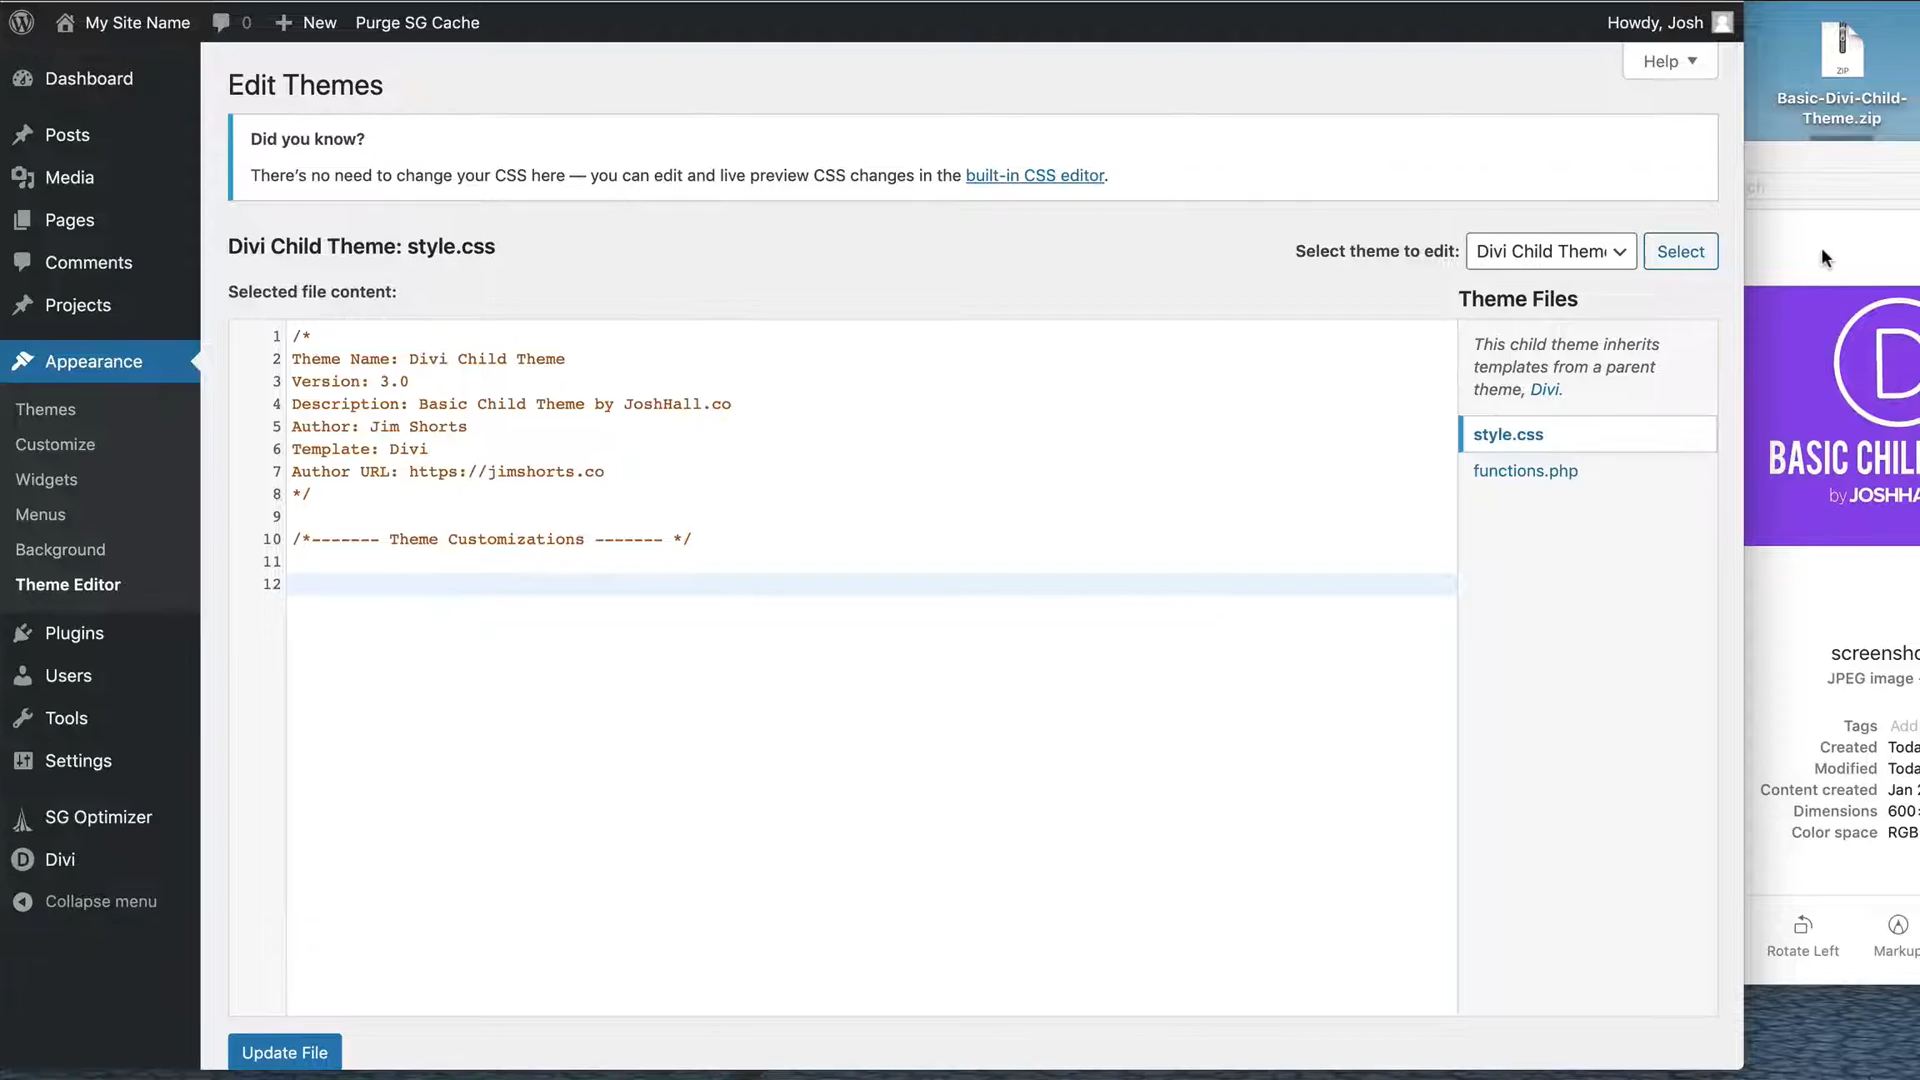 My Site Name
0
New
Purge SG Cache
Howdy, Josh
Dashboard
Posts
Media
Pages
Comments
Projects
Appearance
Themes
Customize
Widgets
Menus
Background
Theme Editor
Plugins
Users
Tools
Settings
SG Optimizer
Divi
Collapse menu
Help
Edit Themes
Did you know?
There's no need to change your CSS here — you can edit and live preview CSS changes in the built-in CSS editor.
Divi Child Theme: style.css
Select theme to edit: Divi Child Them Select
Selected file content:
1 /*
2 Theme Name: Divi Child Theme
3 Version: 3.0
4 Description: Basic Child Theme by JoshHall.co
5 Author: Jim Shorts
6 Template: Divi
7 Author URL: https://jimshorts.co
8 */
9
10 /*------- Theme Customizations ------- */
11
12
Theme Files
This child theme inherits
templates from a parent
theme, Divi.
style.css
functions.php
Update File
ZIP
Basic-Divi-Child-
Theme.zip
D
BASIC CHIL
by JOSHHA
screensho
JPEG image -
Tags Add
Created Toda
Modified Toda
Content created Jan 2
Dimensions 600
Color space RGB
Rotate Left
Markup